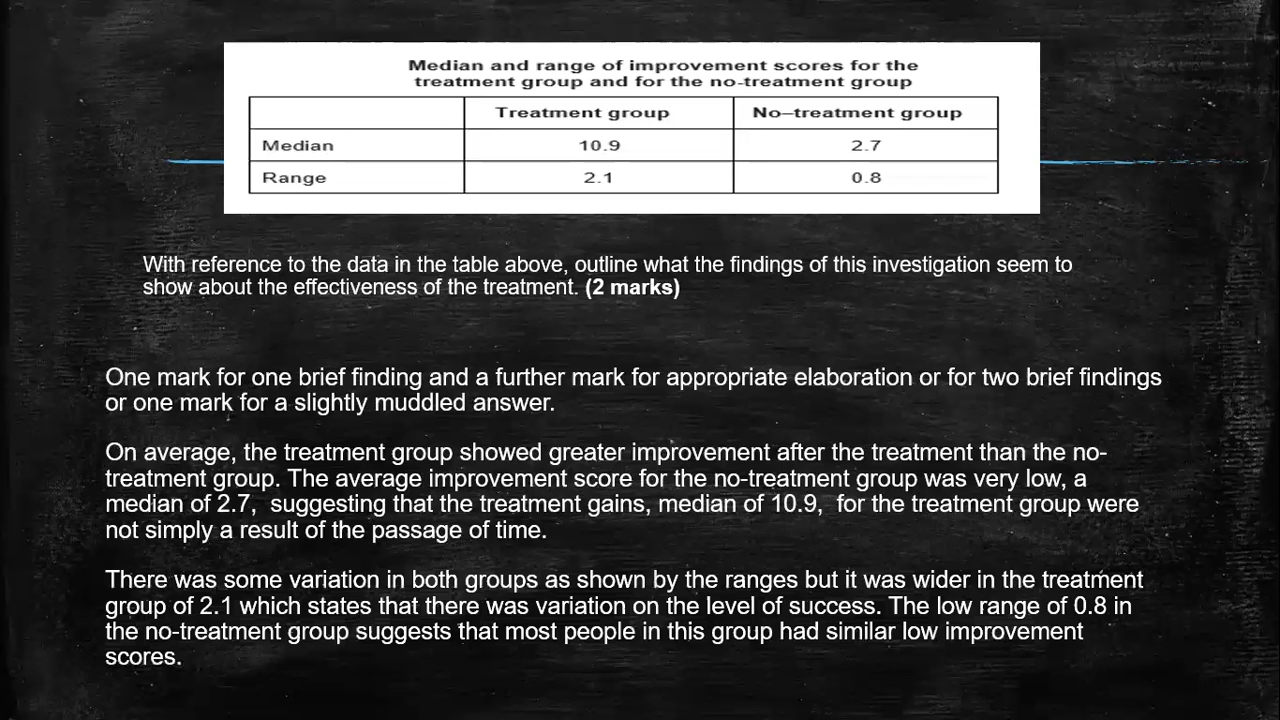 Median and range of improvement scores for the
treatment group and for the no-treatment group
Treatment group No–treatment group
Median 10.9 2.7
Range 2.1 0.8
With reference to the data in the table above, outline what the findings of this investigation seem to
show about the effectiveness of the treatment. (2 marks)
One mark for one brief finding and a further mark for appropriate elaboration or for two brief findings
or one mark for a slightly muddled answer.
On average, the treatment group showed greater improvement after the treatment than the no-
treatment group. The average improvement score for the no-treatment group was very low, a
median of 2.7, suggesting that the treatment gains, median of 10.9, for the treatment group were
not simply a result of the passage of time.
There was some variation in both groups as shown by the ranges but it was wider in the treatment
group of 2.1 which states that there was variation on the level of success. The low range of 0.8 in
the no-treatment group suggests that most people in this group had similar low improvement
scores.